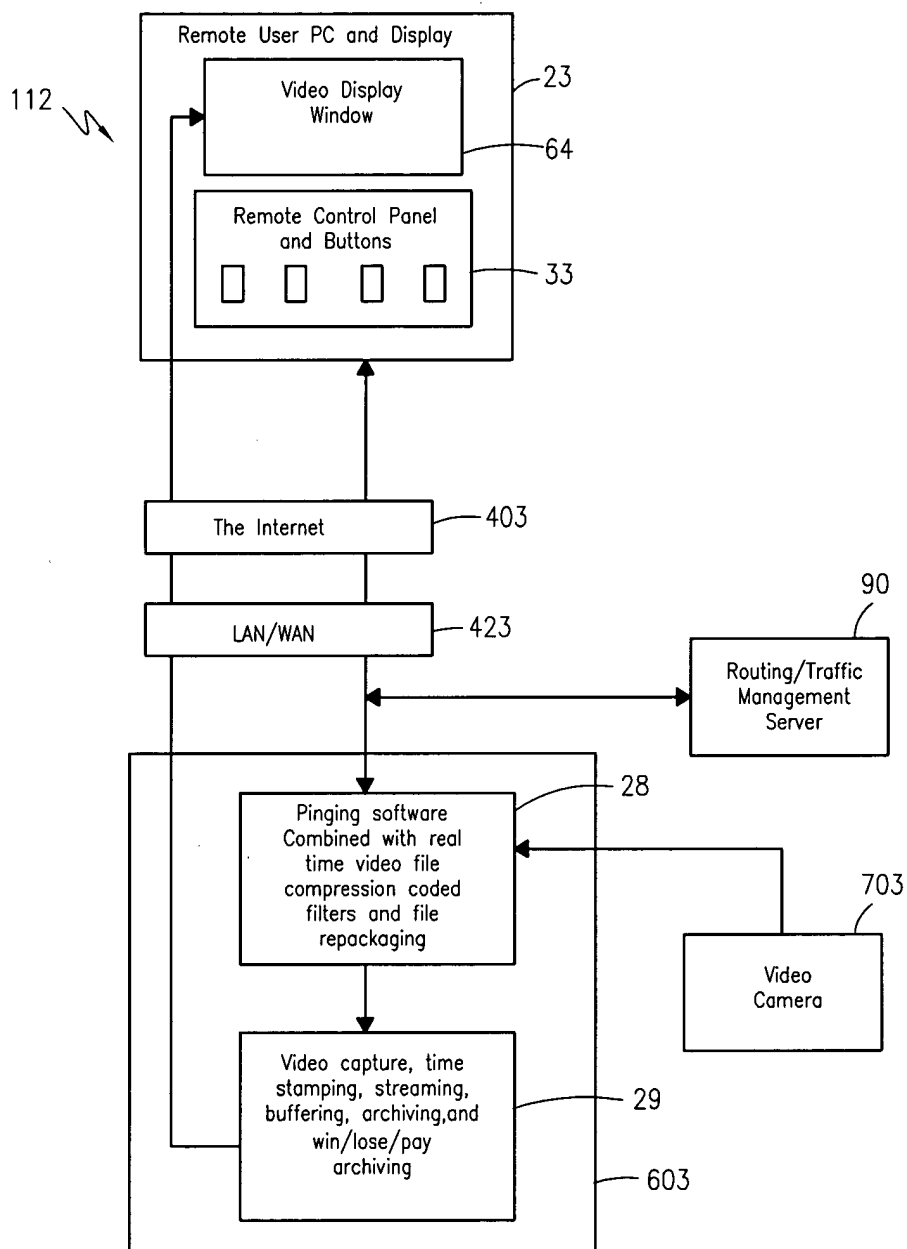 Remote User PC and Display
23
112
Video Display
Window
64
Remote Control Panel
and Buttons
33
The Internet
403
LAN/WAN
423
90
Routing/Traffic
Management
Server
28
Pinging software
Combined with real
time video file
compression coded
filters and file
repackaging
703
Video
Camera
Video capture, time
stamping, streaming,
buffering, archiving,and
win/lose/pay
archiving
29
603